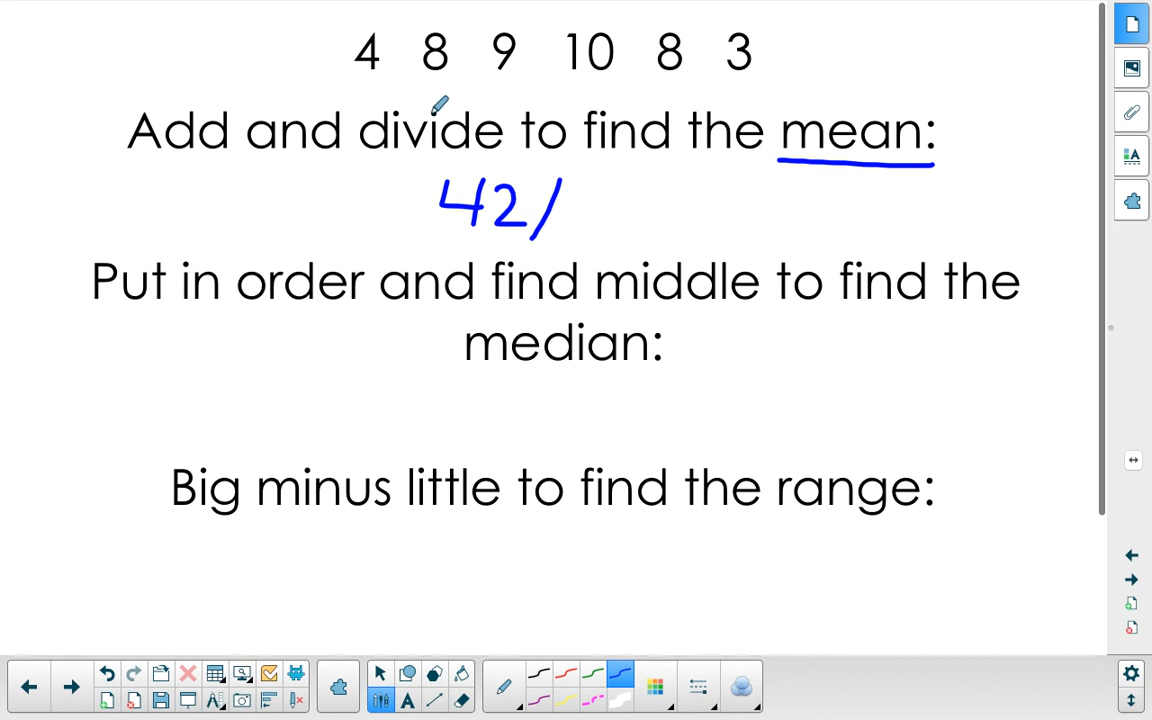 4 8 9 10 8 3
Add and divide to find the mean:
42/
Put in order and find middle to find the
median:
Big minus little to find the range: